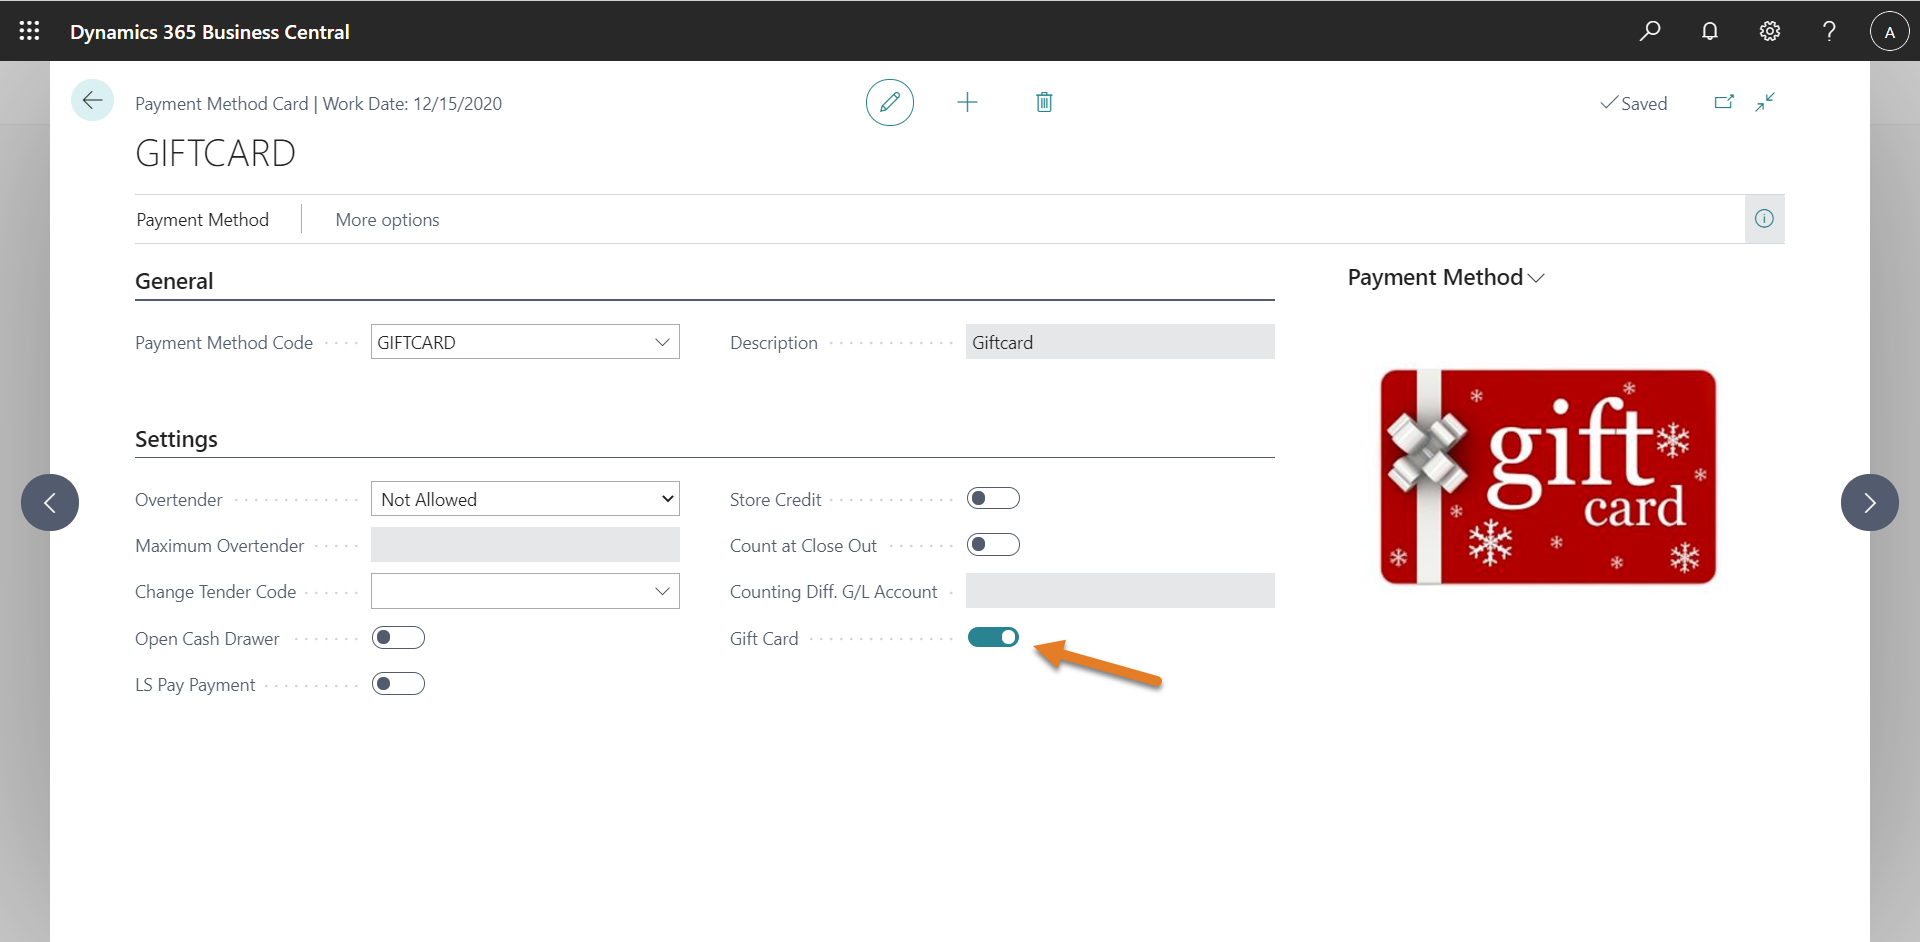 Dynamics 365 Business Central
A
Payment Method Card | Work Date: 12/15/2020
Saved
GIFTCARD
Payment Method
More options
General
Payment Method
Payment Method Code
GIFTCARD
Description
Giftcard
gift
card
Settings
Overtender
Not Allowed
Store Credit
Maximum Overtender
Count at Close Out
Change Tender Code
Counting Diff. G/L Account
Open Cash Drawer
Gift Card
LS Pay Payment